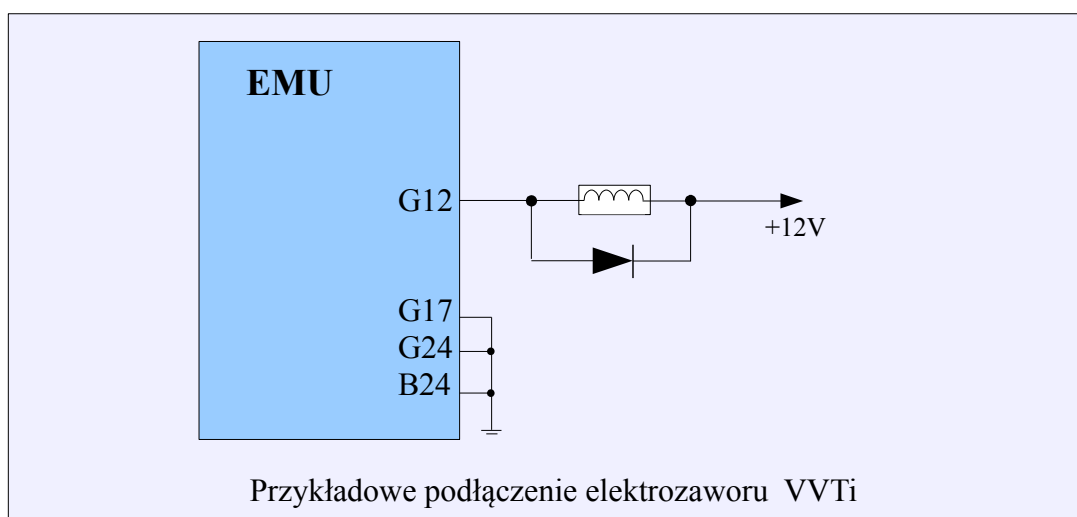 EMU
G12
+12V
G17
G24
B24
Przykładowe podłączenie elektrozaworu VVTi